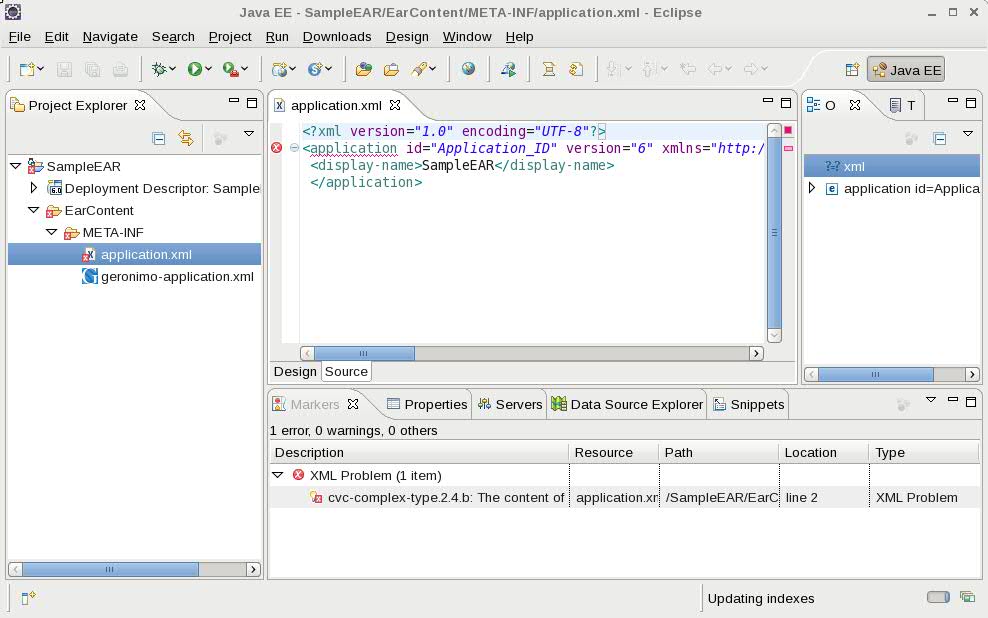 Java EE - SampleEAR/EarContent/META-INF/application.xml - Eclipse
File Edit Navigate Search Project Run Downloads Design Window Help
Java EE
Project Explorer
SampleEAR
Deployment Descriptor: Sample
EarContent
META-INF
application.xml
geronimo-application.xml
application.xml
<?xml version="1.0" encoding="UTF-8"?>
<application id="Application_ID" version="6" xmlns="http:/
<display-name>SampleEAR</display-name>
</application>
Design Source
O T
?-? xml
e application id=Applica
Markers Properties Servers Data Source Explorer Snippets
1 error, 0 warnings, 0 others
Description Resource Path Location Type
XML Problem (1 item)
cvc-complex-type.2.4.b: The content of application.xm /SampleEAR/EarC line 2 XML Problem
Updating indexes